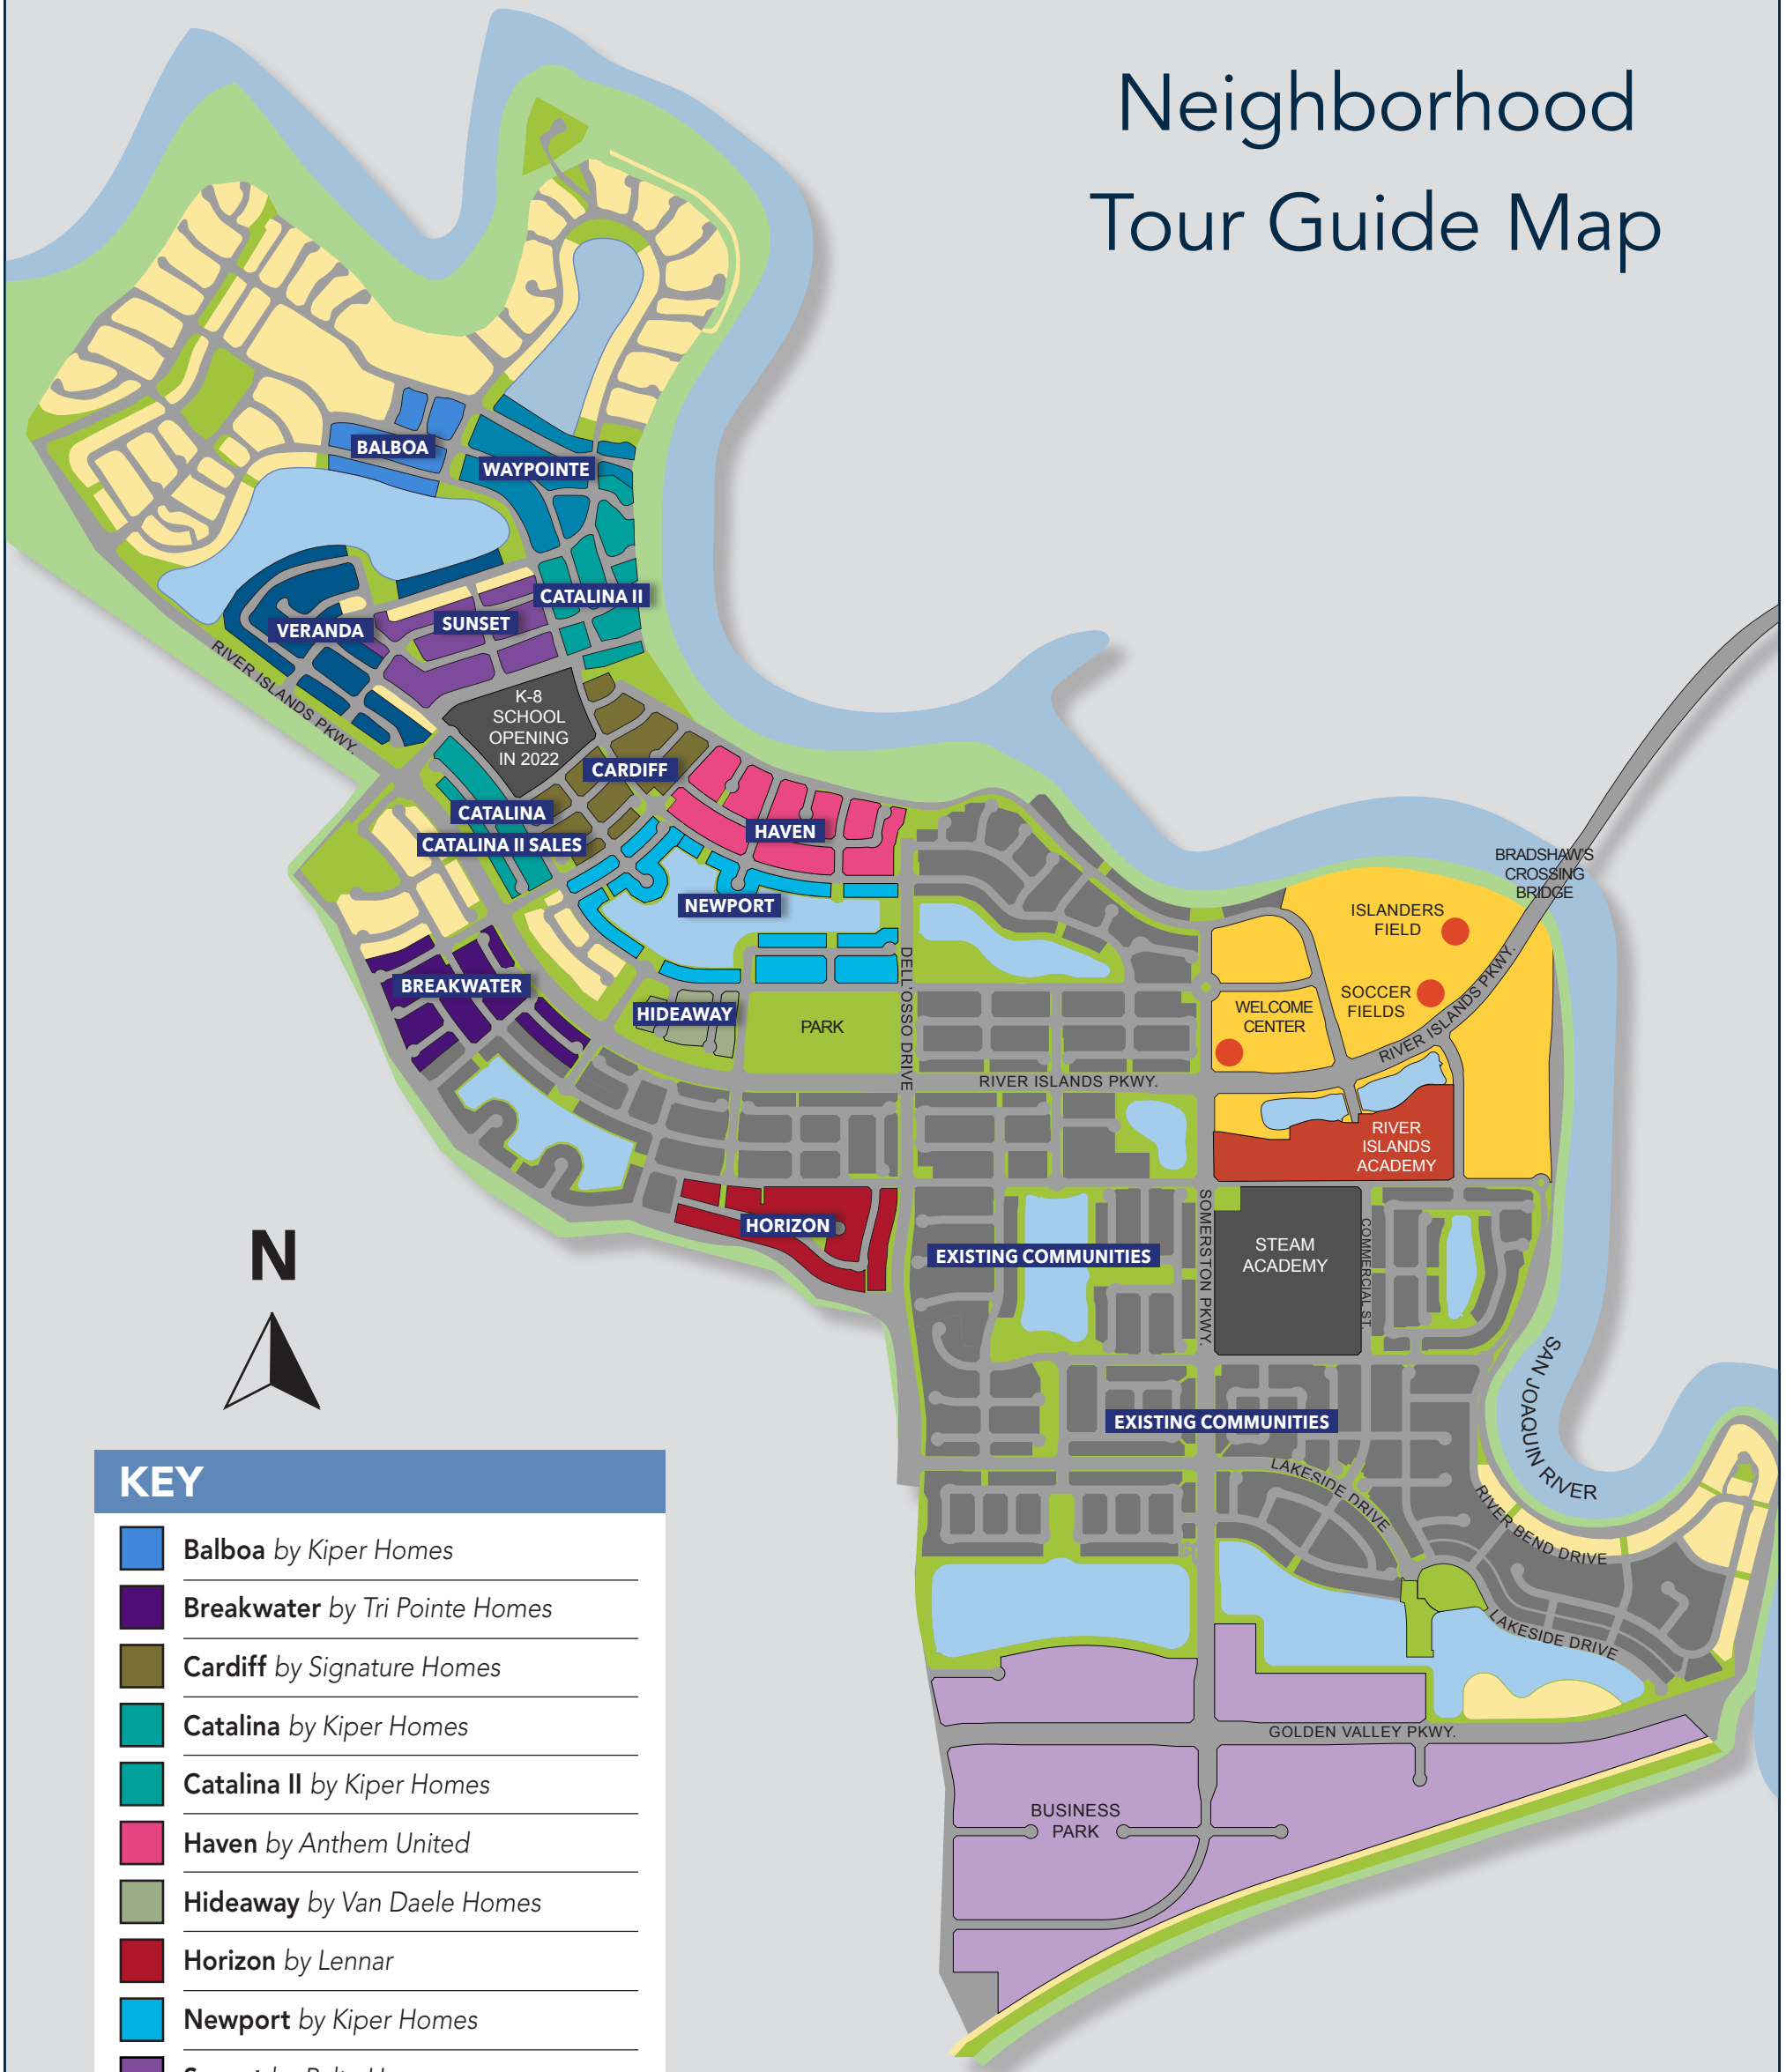 Neighborhood
Tour Guide Map
BALBOA
WAYPOINTE
CATALINA II
SUNSET
VERANDA
RIVER ISLANDS PKWY.
K-8
SCHOOL
OPENING
IN 2022
CARDIFF
CATALINA
HAVEN
CATALINA II SALES
NEWPORT
BREAKWATER
HIDEAWAY
PARK
DELL'OSSO DRIVE
BRADSHAW'S
CROSSING
BRIDGE
ISLANDERS
FIELD
SOCCER
FIELDS
WELCOME
CENTER
RIVER ISLANDS PKWY.
RIVER ISLANDS PKWY.
RIVER
ISLANDS
ACADEMY
HORIZON
EXISTING COMMUNITIES
SOMERSTON PKWY.
STEAM
ACADEMY
COMMERCIAL ST.
N
SAN JOAQUIN RIVER
EXISTING COMMUNITIES
LAKESIDE DRIVE
RIVER BEND DRIVE
LAKESIDE DRIVE
GOLDEN VALLEY PKWY.
BUSINESS
PARK
KEY
Balboa by Kiper Homes
Breakwater by Tri Pointe Homes
Cardiff by Signature Homes
Catalina by Kiper Homes
Catalina II by Kiper Homes
Haven by Anthem United
Hideaway by Van Daele Homes
Horizon by Lennar
Newport by Kiper Homes